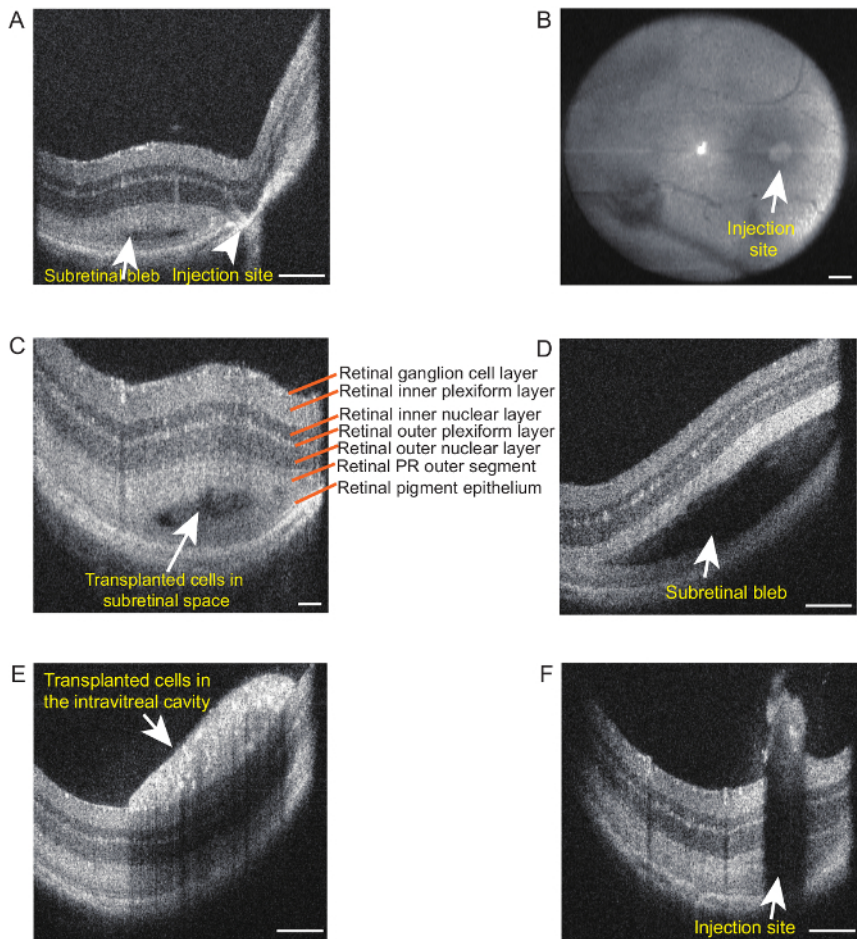 A
Subretinal bleb
Injection site
B
Injection
site
C
Retinal ganglion cell layer
Retinal inner plexiform layer
Retinal inner nuclear layer
Retinal outer plexiform layer
Retinal outer nuclear layer
Retinal PR outer segment
Retinal pigment epithelium
Transplanted cells in
subretinal space
D
Subretinal bleb
E
Transplanted cells in
the intravitreal cavity
F
Injection site